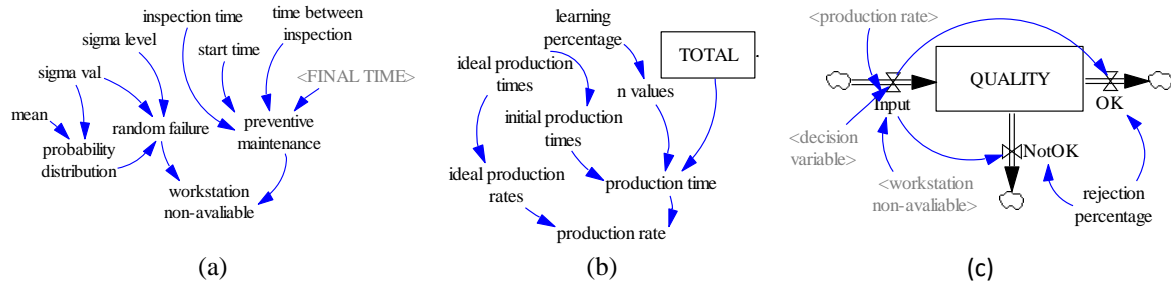 inspection time
time between
inspection
sigma level
start time
sigma val
<FINAL TIME>
mean
random failure
preventive
maintenance
probability
distribution
workstation
non-avaliable
(a)
learning
percentage
TOTAL
ideal production
times
n values
initial production
times
ideal production
rates
production time
production rate
(b)
<production rate>
QUALITY
Input
OK
<decision
variable>
NotOK
<workstation
non-avaliable>
rejection
percentage
(c)